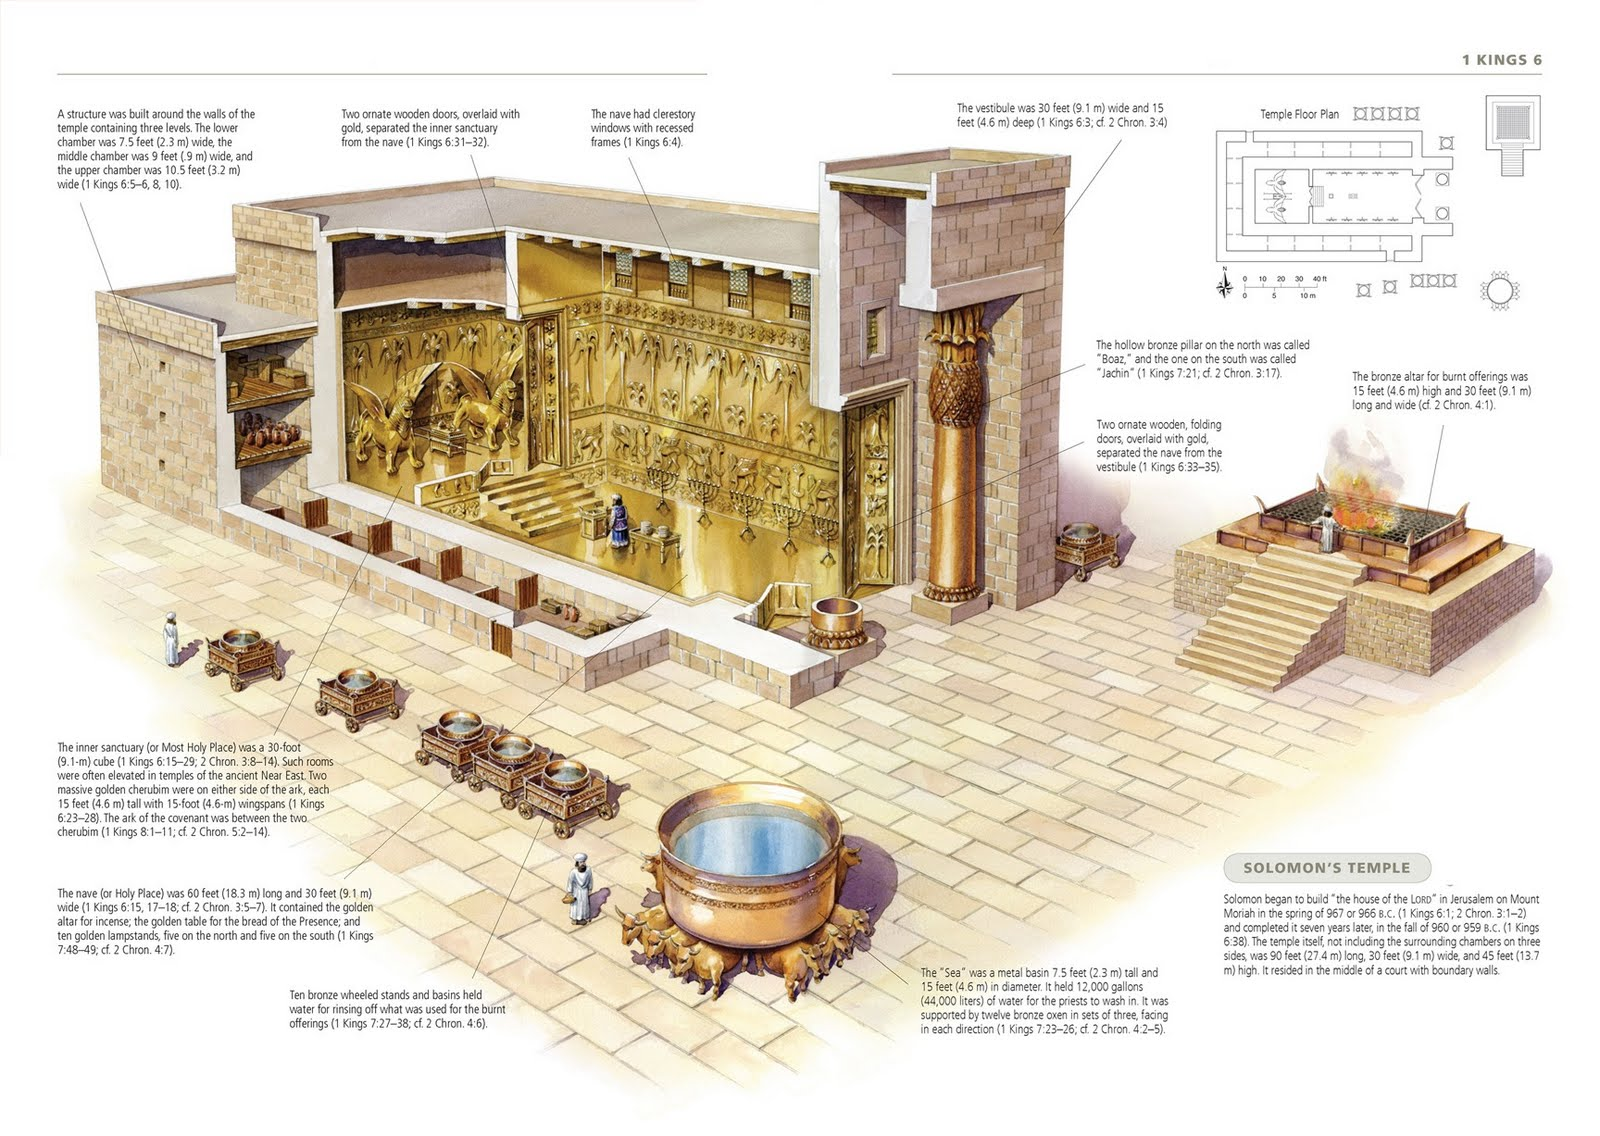 1 KINGS 6
A structure was built around the walls of the
temple containing three levels. The lower
chamber was 7.5 feet (2.3 m) wide, the
middle chamber was 9 feet (.9 m) wide, and
the upper chamber was 10.5 feet (3.2 m)
wide (1 Kings 6:5–6, 8, 10).
Two ornate wooden doors, overlaid with
gold, separated the inner sanctuary
from the nave (1 Kings 6:31–32).
The nave had clerestory
windows with recessed
frames (1 Kings 6:4).
The vestibule was 30 feet (9.1 m) wide and 15
feet (4.6 m) deep (1 Kings 6:3; cf. 2 Chron. 3:4)
Temple Floor Plan
N
0 10 20 30 40 ft
0 5 10 m
The hollow bronze pillar on the north was called
“Boaz,” and the one on the south was called
“Jachin” (1 Kings 7:21; cf. 2 Chron. 3:17).
The bronze altar for burnt offerings was
15 feet (4.6 m) high and 30 feet (9.1 m)
long and wide (cf. 2 Chron. 4:1).
Two ornate wooden, folding
doors, overlaid with gold,
separated the nave from the
vestibule (1 Kings 6:33–35).
The inner sanctuary (or Most Holy Place) was a 30-foot
(9.1-m) cube (1 Kings 6:15–29; 2 Chron. 3:8–14). Such rooms
were often elevated in temples of the ancient Near East. Two
massive golden cherubim were on either side of the ark, each
15 feet (4.6 m) tall with 15-foot (4.6-m) wingspans (1 Kings
6:23–28). The ark of the covenant was between the two
cherubim (1 Kings 8:1–11; cf. 2 Chron. 5:2–14).
The nave (or Holy Place) was 60 feet (18.3 m) long and 30 feet (9.1 m)
wide (1 Kings 6:15, 17–18; cf. 2 Chron. 3:5–7). It contained the golden
altar for incense; the golden table for the bread of the Presence; and
ten golden lampstands, five on the north and five on the south (1 Kings
7:48–49; cf. 2 Chron. 4:7).
Ten bronze wheeled stands and basins held
water for rinsing off what was used for the burnt
offerings (1 Kings 7:27–38; cf. 2 Chron. 4:6).
The “Sea” was a metal basin 7.5 feet (2.3 m) tall and
15 feet (4.6 m) in diameter. It held 12,000 gallons
(44,000 liters) of water for the priests to wash in. It was
supported by twelve bronze oxen in sets of three, facing
in each direction (1 Kings 7:23–26; cf. 2 Chron. 4:2–5).
SOLOMON’S TEMPLE
Solomon began to build “the house of the LORD” in Jerusalem on Mount
Moriah in the spring of 967 or 966 B.C. (1 Kings 6:1; 2 Chron. 3:1–2)
and completed it seven years later, in the fall of 960 or 959 B.C. (1 Kings
6:38). The temple itself, not including the surrounding chambers on three
sides, was 90 feet (27.4 m) long, 30 feet (9.1 m) wide, and 45 feet (13.7
m) high. It resided in the middle of a court with boundary walls.